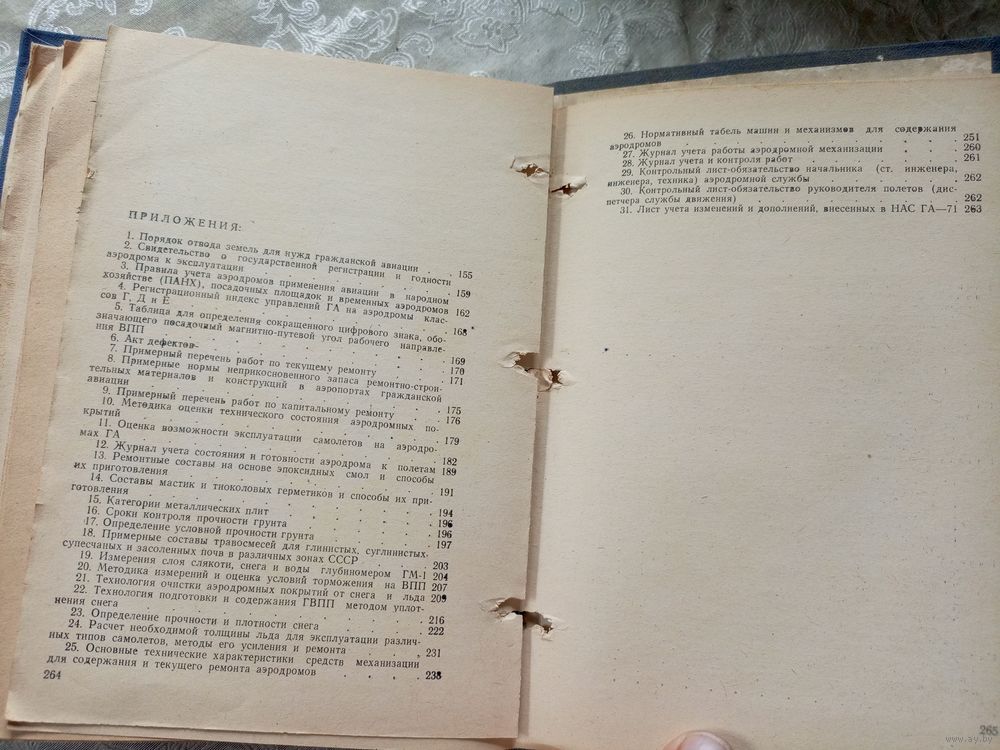 ПРИЛОЖЕНИЯ:
1. Порядок отвода земель для нужд гражданской авиации . . 155
2. Свидетельство о государственной регистрации и годности
аэродрома к эксплуатации . . . . . . . . 159
3. Правила учета аэродромов применения авиации в народном
хозяйстве (ПАНХ), посадочных площадок и временных аэродромов 162
4. Регистрационный индекс управлений ГА на аэродромы клас-
сов Г, Д и Е . . . . . . . . . 168
5. Таблица для определения сокращенного цифрового знака, обо-
значающего посадочный магнитно-путевой угол рабочего направле-
ния ВПП . . . . . . . . . 169
6. Акт дефектов . . . . . . . . 170
7. Примерный перечень работ по текущему ремонту . . . 171
8. Примерные нормы неприкосновенного запаса ремонтно-строи-
тельных материалов и конструкций в аэропортах гражданской
авиации . . . . . . . . . 175
9. Примерный перечень работ по капитальному ремонту . . 176
10. Методика оценки технического состояния аэродромных по-
крытий . . . . . . . . . 179
11. Оценка возможности эксплуатации самолетов на аэродро-
мах ГА . . . . . . . . . 182
12. Журнал учета состояния и готовности аэродрома к полетам 189
13. Ремонтные составы на основе эпоксидных смол и способы
их приготовления . . . . . . . . 191
14. Составы мастик и тиоколовых герметиков и способы их при-
готовления . . . . . . . . . 194
15. Категории металлических плит . . . . . 196
16. Сроки контроля прочности грунта . . . . . 196
17. Определение условной прочности грунта . . . . 197
18. Примерные составы травосмесей для глинистых, суглинистых,
супесчаных и засоленных почв в различных зонах СССР . . 203
19. Измерения слоя слякоти, снега и воды глубиномером ГМ-1 204
20. Методика измерений и оценка условий торможения на ВПП 207
21. Технология очистки аэродромных покрытий от снега и льда 209
22. Технология подготовки и содержания ГВПП методом уплот-
нения снега . . . . . . . . . 216
23. Определение прочности и плотности снега . . . . 222
24. Расчет необходимой толщины льда для эксплуатации различ-
ных типов самолетов, методы его усиления и ремонта . . . 231
25. Основные технические характеристики средств механизации
для содержания и текущего ремонта аэродромов . . . . 238
264
26. Нормативный табель машин и механизмов для содержания
аэродромов . . . . . . . . . 251
27. Журнал учета работы аэродромной механизации . . . 260
28. Журнал учета и контроля работ . . . . . 261
29. Контрольный лист-обязательство начальника (ст. инженера,
инженера, техника) аэродромной службы . . . . 262
30. Контрольный лист-обязательство руководителя полетов (дис-
петчера службы движения) . . . . . . 262
31. Лист учета изменений и дополнений, внесенных в НАС ГА—71 263
265
www.ay.by